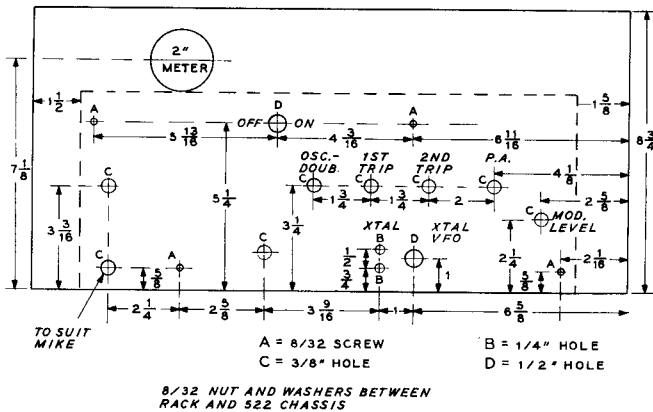 2"
METER
1 1/2
A
D
OFF
ON
A
1 5/8
5 13/16
4 3/16
6 11/16
8 3/4
7 1/8
OSC.-
DOUB.
1ST
TRIP
2ND
TRIP
P.A.
4 1/8
C
C
C
C
C
5 1/4
1 3/4
1 3/4
2
2 5/8
3 3/16
3 1/4
XTAL
XTAL
VFO
C
MOD.
LEVEL
C
B
D
1/2
2 1/4
2 1/16
C
A
5/8
3/4
B
1
5/8
A
2 1/4
2 5/8
3 9/16
1
6 5/8
TO SUIT
MIKE
A = 8/32 SCREW
B = 1/4" HOLE
C = 3/8" HOLE
D = 1/2" HOLE
8/32 NUT AND WASHERS BETWEEN
RACK AND 522 CHASSIS